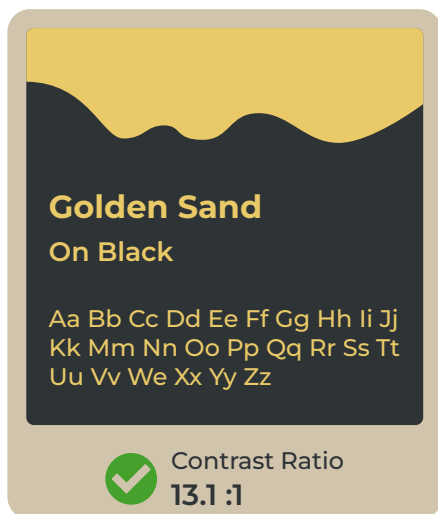 Golden Sand
On Black
Aa Bb Cc Dd Ee Ff Gg Hh Ii Jj
Kk Mm Nn Oo Pp Qq Rr Ss Tt
Uu Vv We Xx Yy Zz
Contrast Ratio
13.1 :1